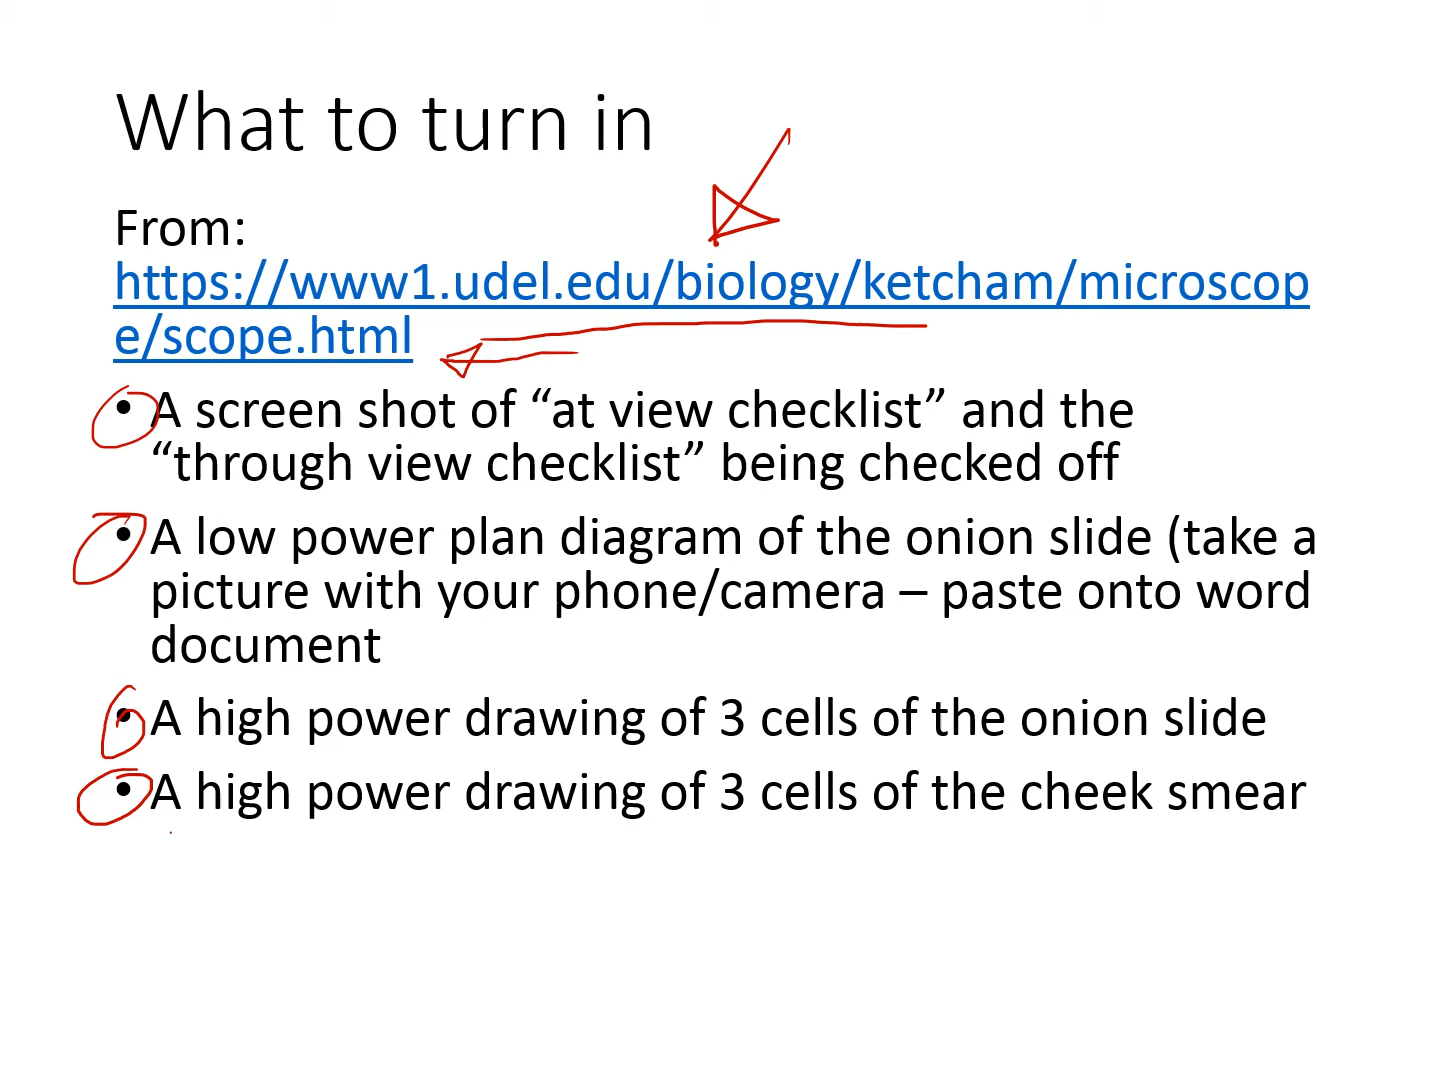 What to turn in
From:
https://www1.udel.edu/biology/ketcham/microscop
e/scope.html
• A screen shot of “at view checklist” and the
“through view checklist” being checked off
• A low power plan diagram of the onion slide (take a
picture with your phone/camera – paste onto word
document
• A high power drawing of 3 cells of the onion slide
• A high power drawing of 3 cells of the cheek smear